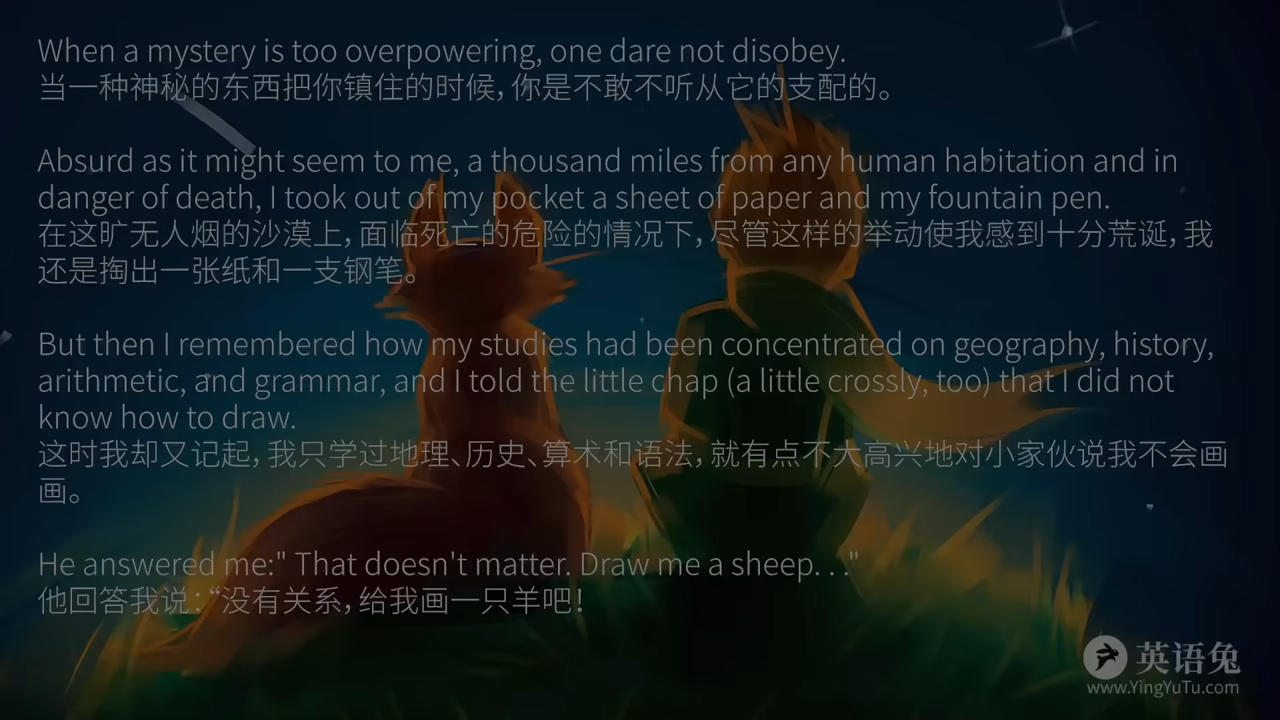 When a mystery is too overpowering, one dare not disobey.
当一种神秘的东西把你镇住的时候，你是不敢不听从它的支配的。
Absurd as it might seem to me, a thousand miles from any human habitation and in
danger of death, I took out of my pocket a sheet of paper and my fountain pen.
在这旷无人烟的沙漠上，面临死亡的危险的情况下，尽管这样的举动使我感到十分荒诞，我
还是掏出一张纸和一支钢笔。
But then I remembered how my studies had been concentrated on geography, history,
arithmetic, and grammar, and I told the little chap (a little crossly, too) that I did not
know how to draw.
这时我却又记起，我只学过地理、历史、算术和语法，就有点不大高兴地对小家伙说我不会画
画。
He answered me:" That doesn't matter. Draw me a sheep. . ."
他回答我说：“没有关系，给我画一只羊吧！
英语兔
www.YingYuTu.com